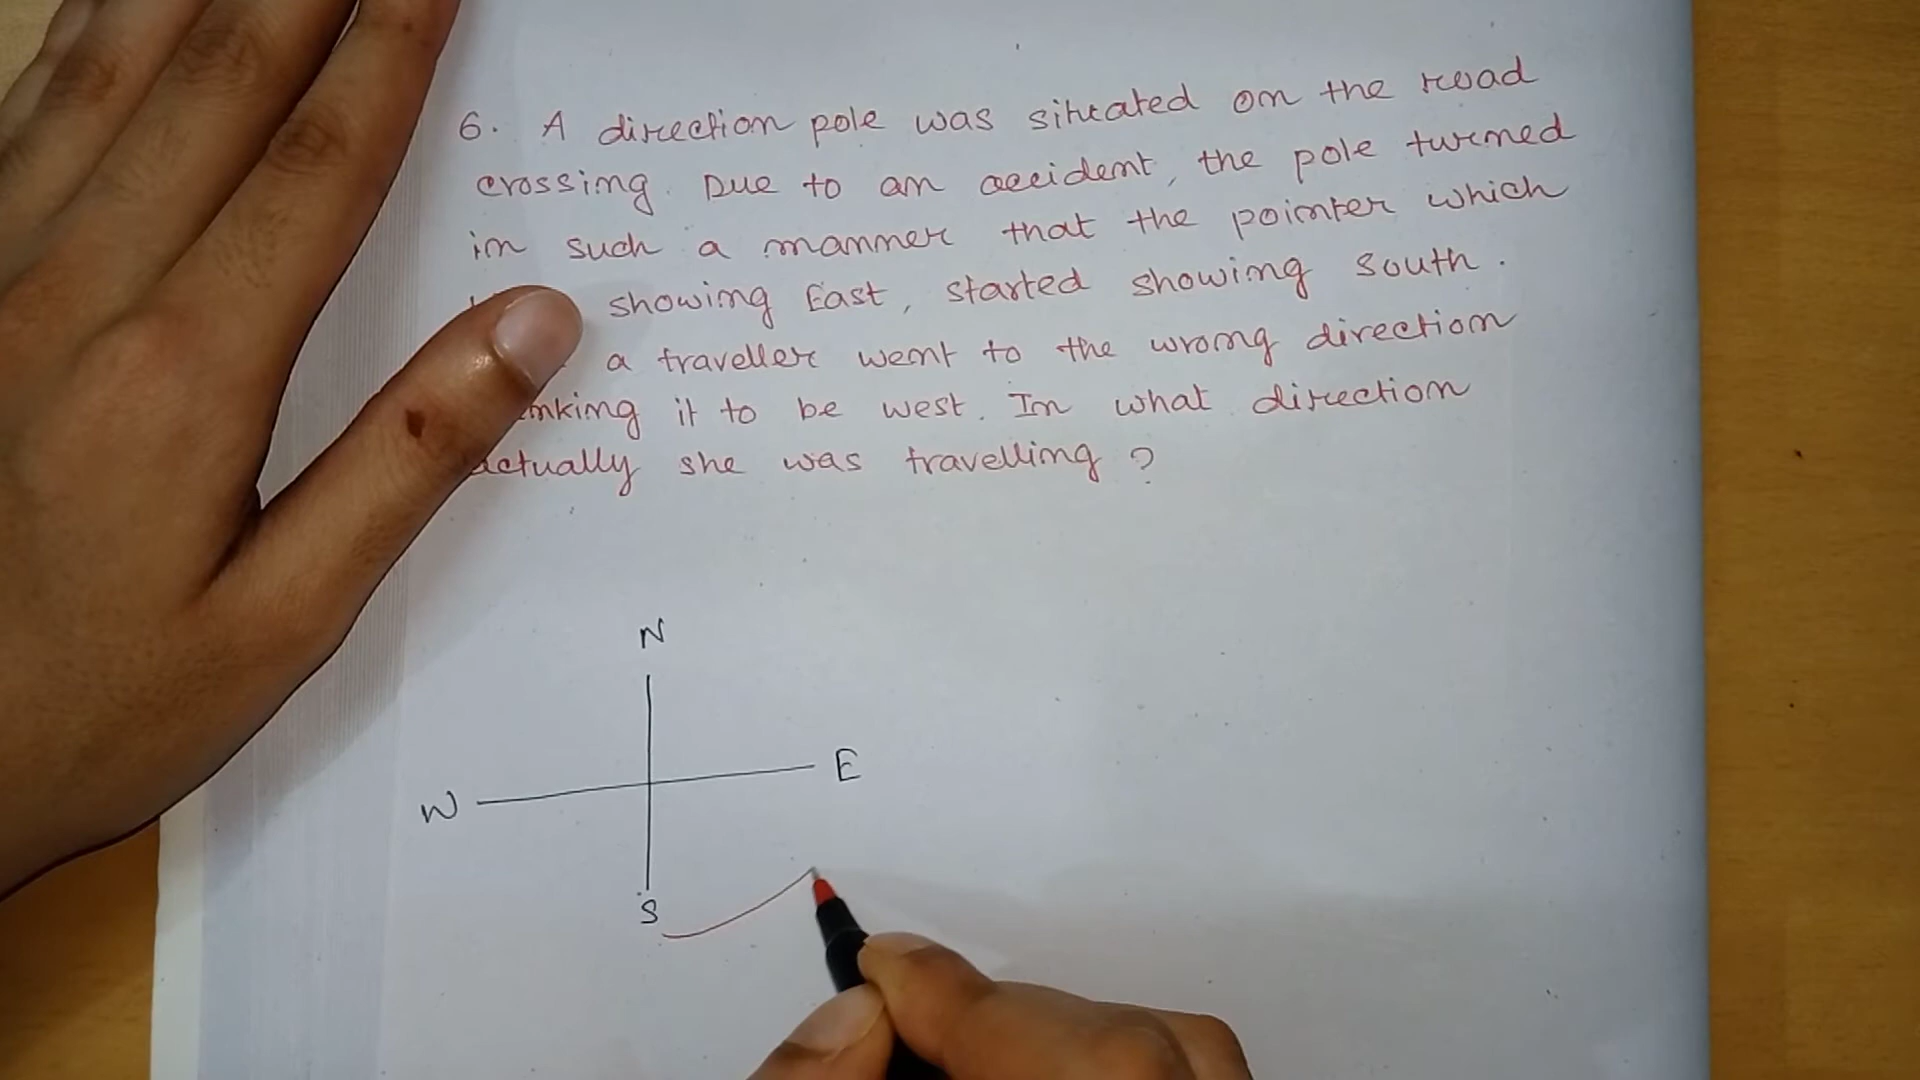 6. A direction pole was situated on the road
crossing. Due to an accident, the pole turned
in such a manner that the pointer which
showing East, started showing south.
a traveller went to the wrong direction
it to be west. In what direction
actually she was travelling?
N
E
W
S